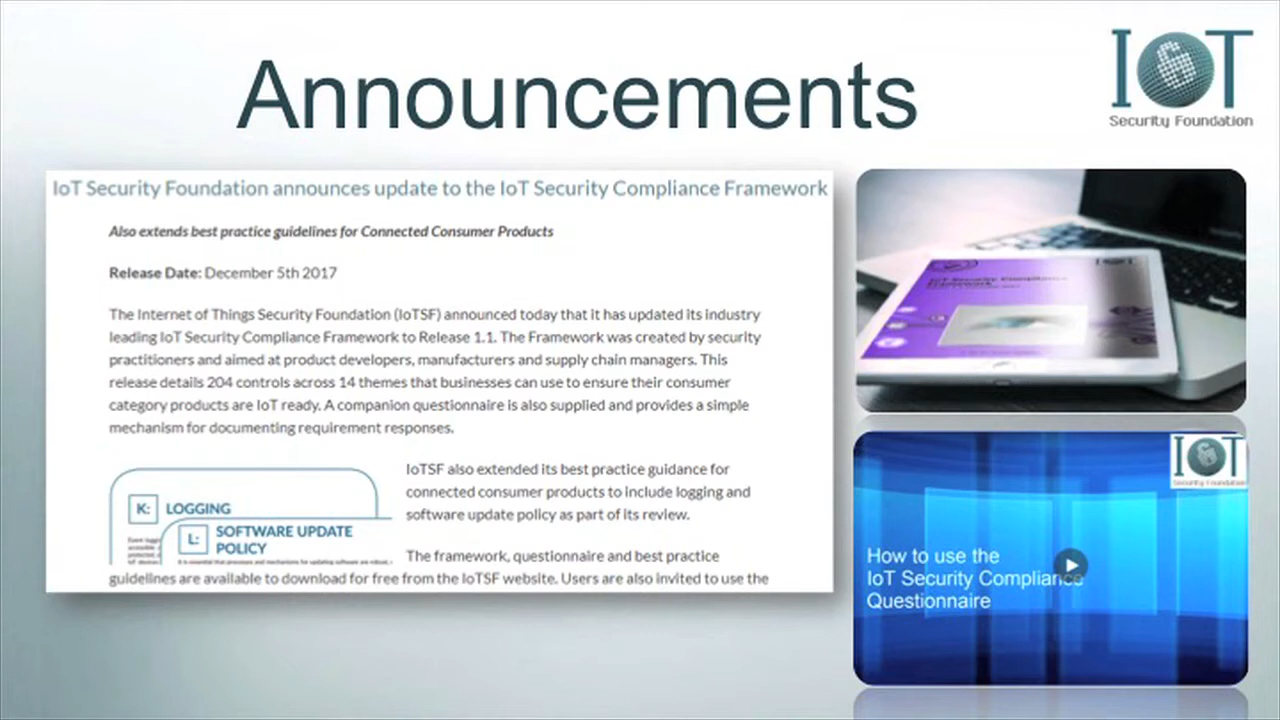 Announcements
IOT
Security Foundation
IoT Security Foundation announces update to the IoT Security Compliance Framework
Also extends best practice guidelines for Connected Consumer Products
Release Date: December 5th 2017
The Internet of Things Security Foundation (IoTSF) announced today that it has updated its industry
leading IoT Security Compliance Framework to Release 1.1. The Framework was created by security
practitioners and aimed at product developers, manufacturers and supply chain managers. This
release details 204 controls across 14 themes that businesses can use to ensure their consumer
category products are IoT ready. A companion questionnaire is also supplied and provides a simple
mechanism for documenting requirement responses.
K: LOGGING
L: SOFTWARE UPDATE
POLICY
IoTSF also extended its best practice guidance for
connected consumer products to include logging and
software update policy as part of its review.
The framework, questionnaire and best practice
guidelines are available to download for free from the IoTSF website. Users are also invited to use the
IoT Security Compliance
Framework
IOT
Security Foundation
How to use the
IoT Security Compliance
Questionnaire